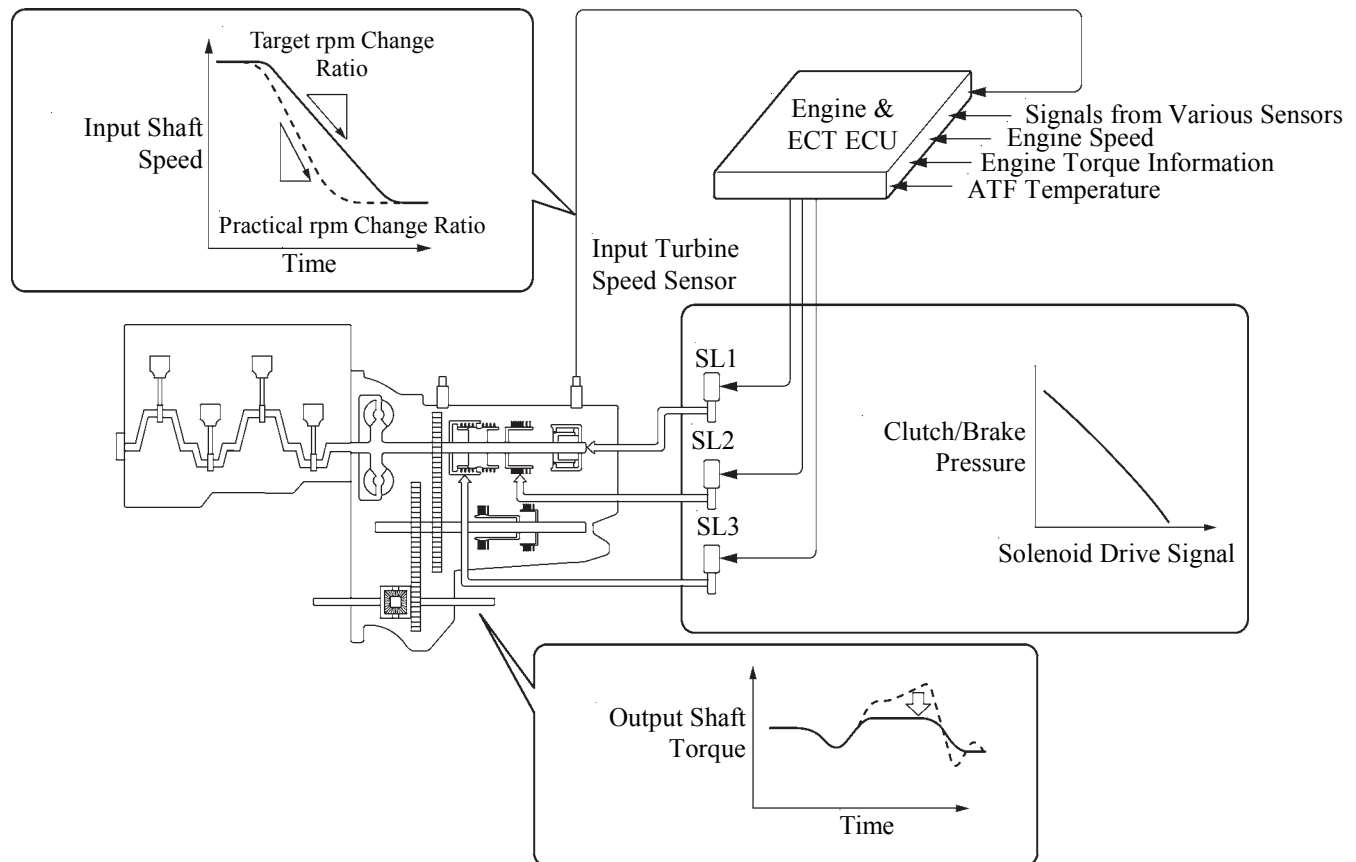 Target rpm Change
Ratio
Input Shaft
Speed
Practical rpm Change Ratio
Time
Engine &
ECT ECU
Signals from Various Sensors
Engine Speed
Engine Torque Information
ATF Temperature
Input Turbine
Speed Sensor
SL1
SL2
SL3
Clutch/Brake
Pressure
Solenoid Drive Signal
Output Shaft
Torque
Time